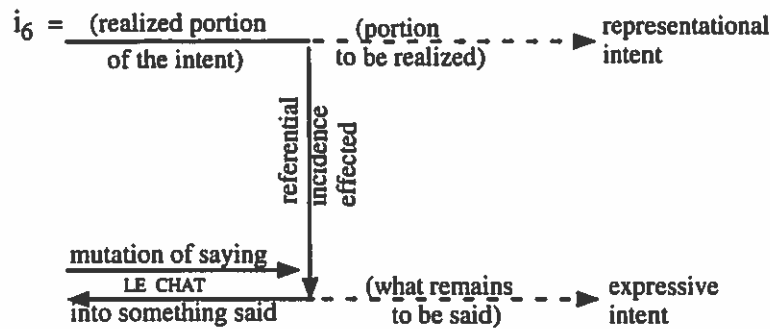 i6 = (realized portion (portion representational
of the intent) to be realized) intent
referential
incidence
effected
mutation of saying
LE CHAT (what remains expressive
into something said to be said) intent